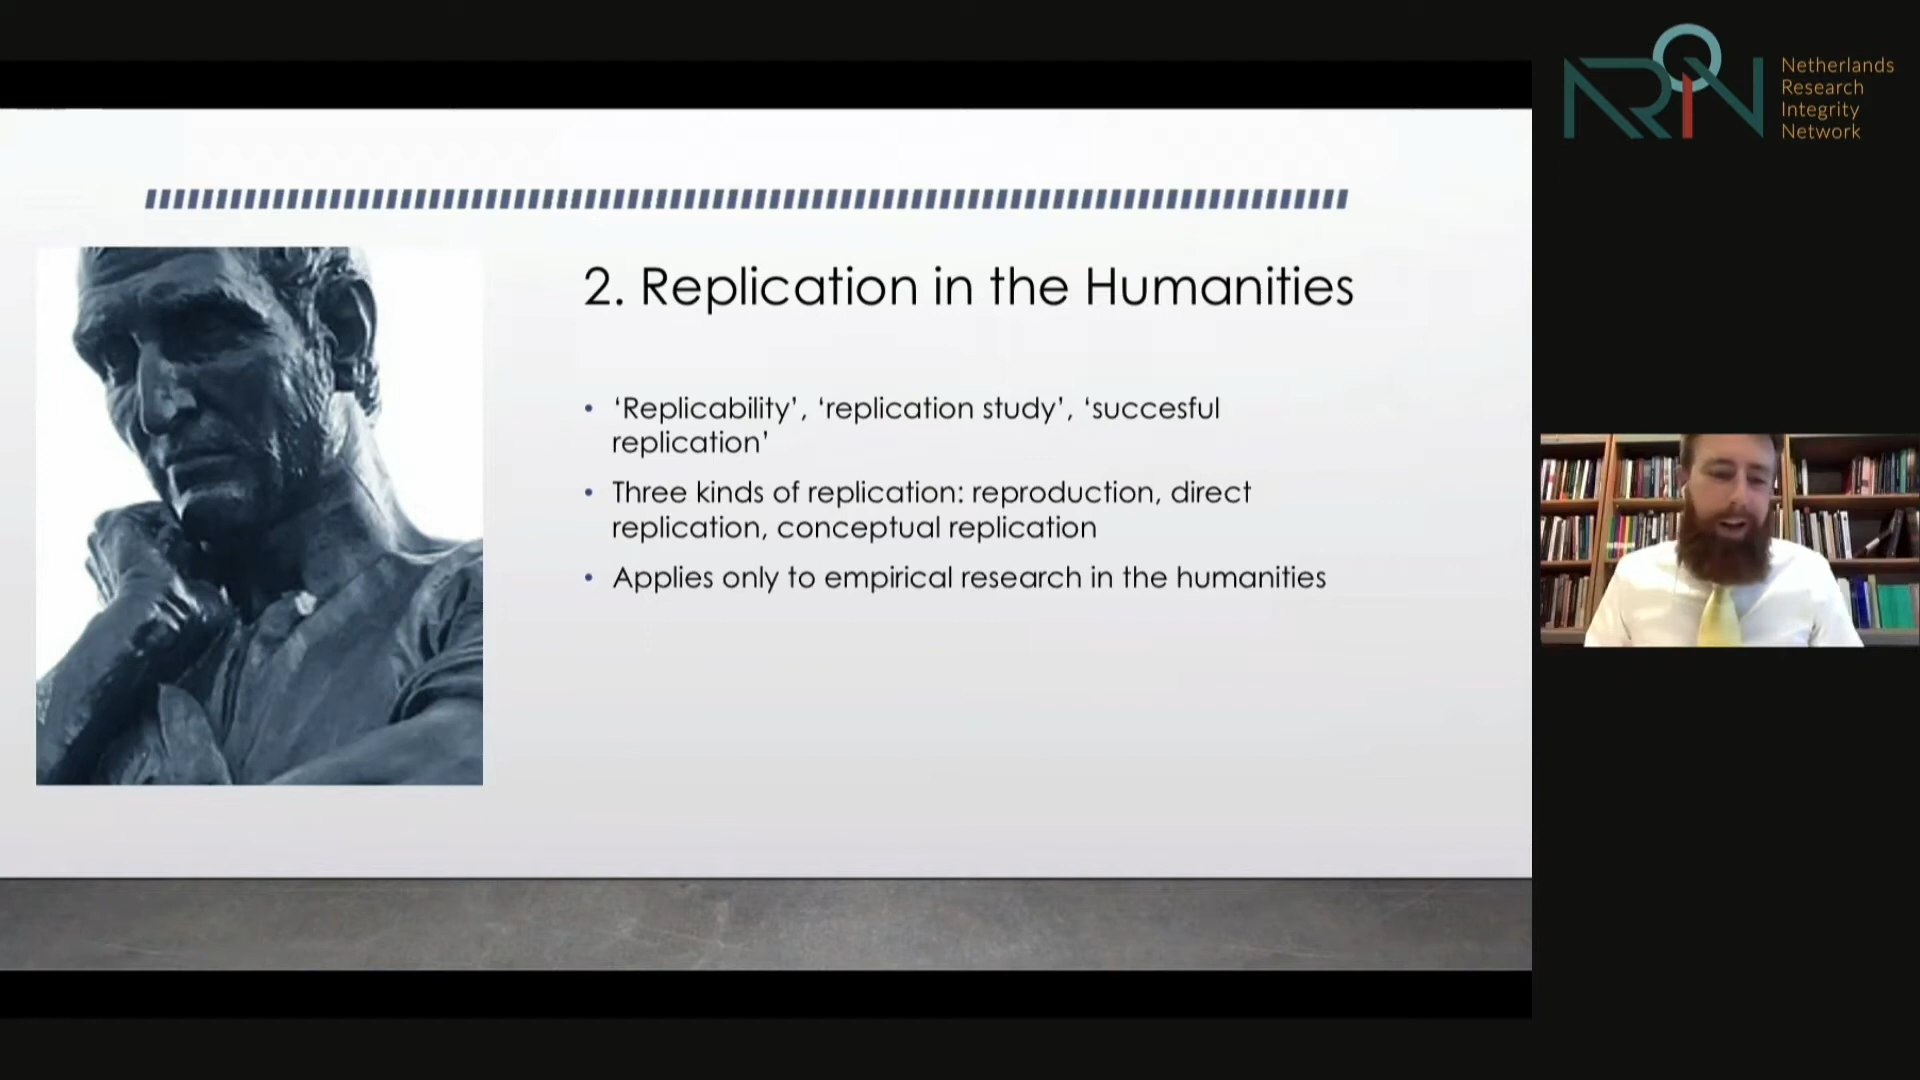 NRIN
Netherlands
Research
Integrity
Network
2. Replication in the Humanities
• ‘Replicability’, ‘replication study’, ‘succesful
replication’
• Three kinds of replication: reproduction, direct
replication, conceptual replication
• Applies only to empirical research in the humanities